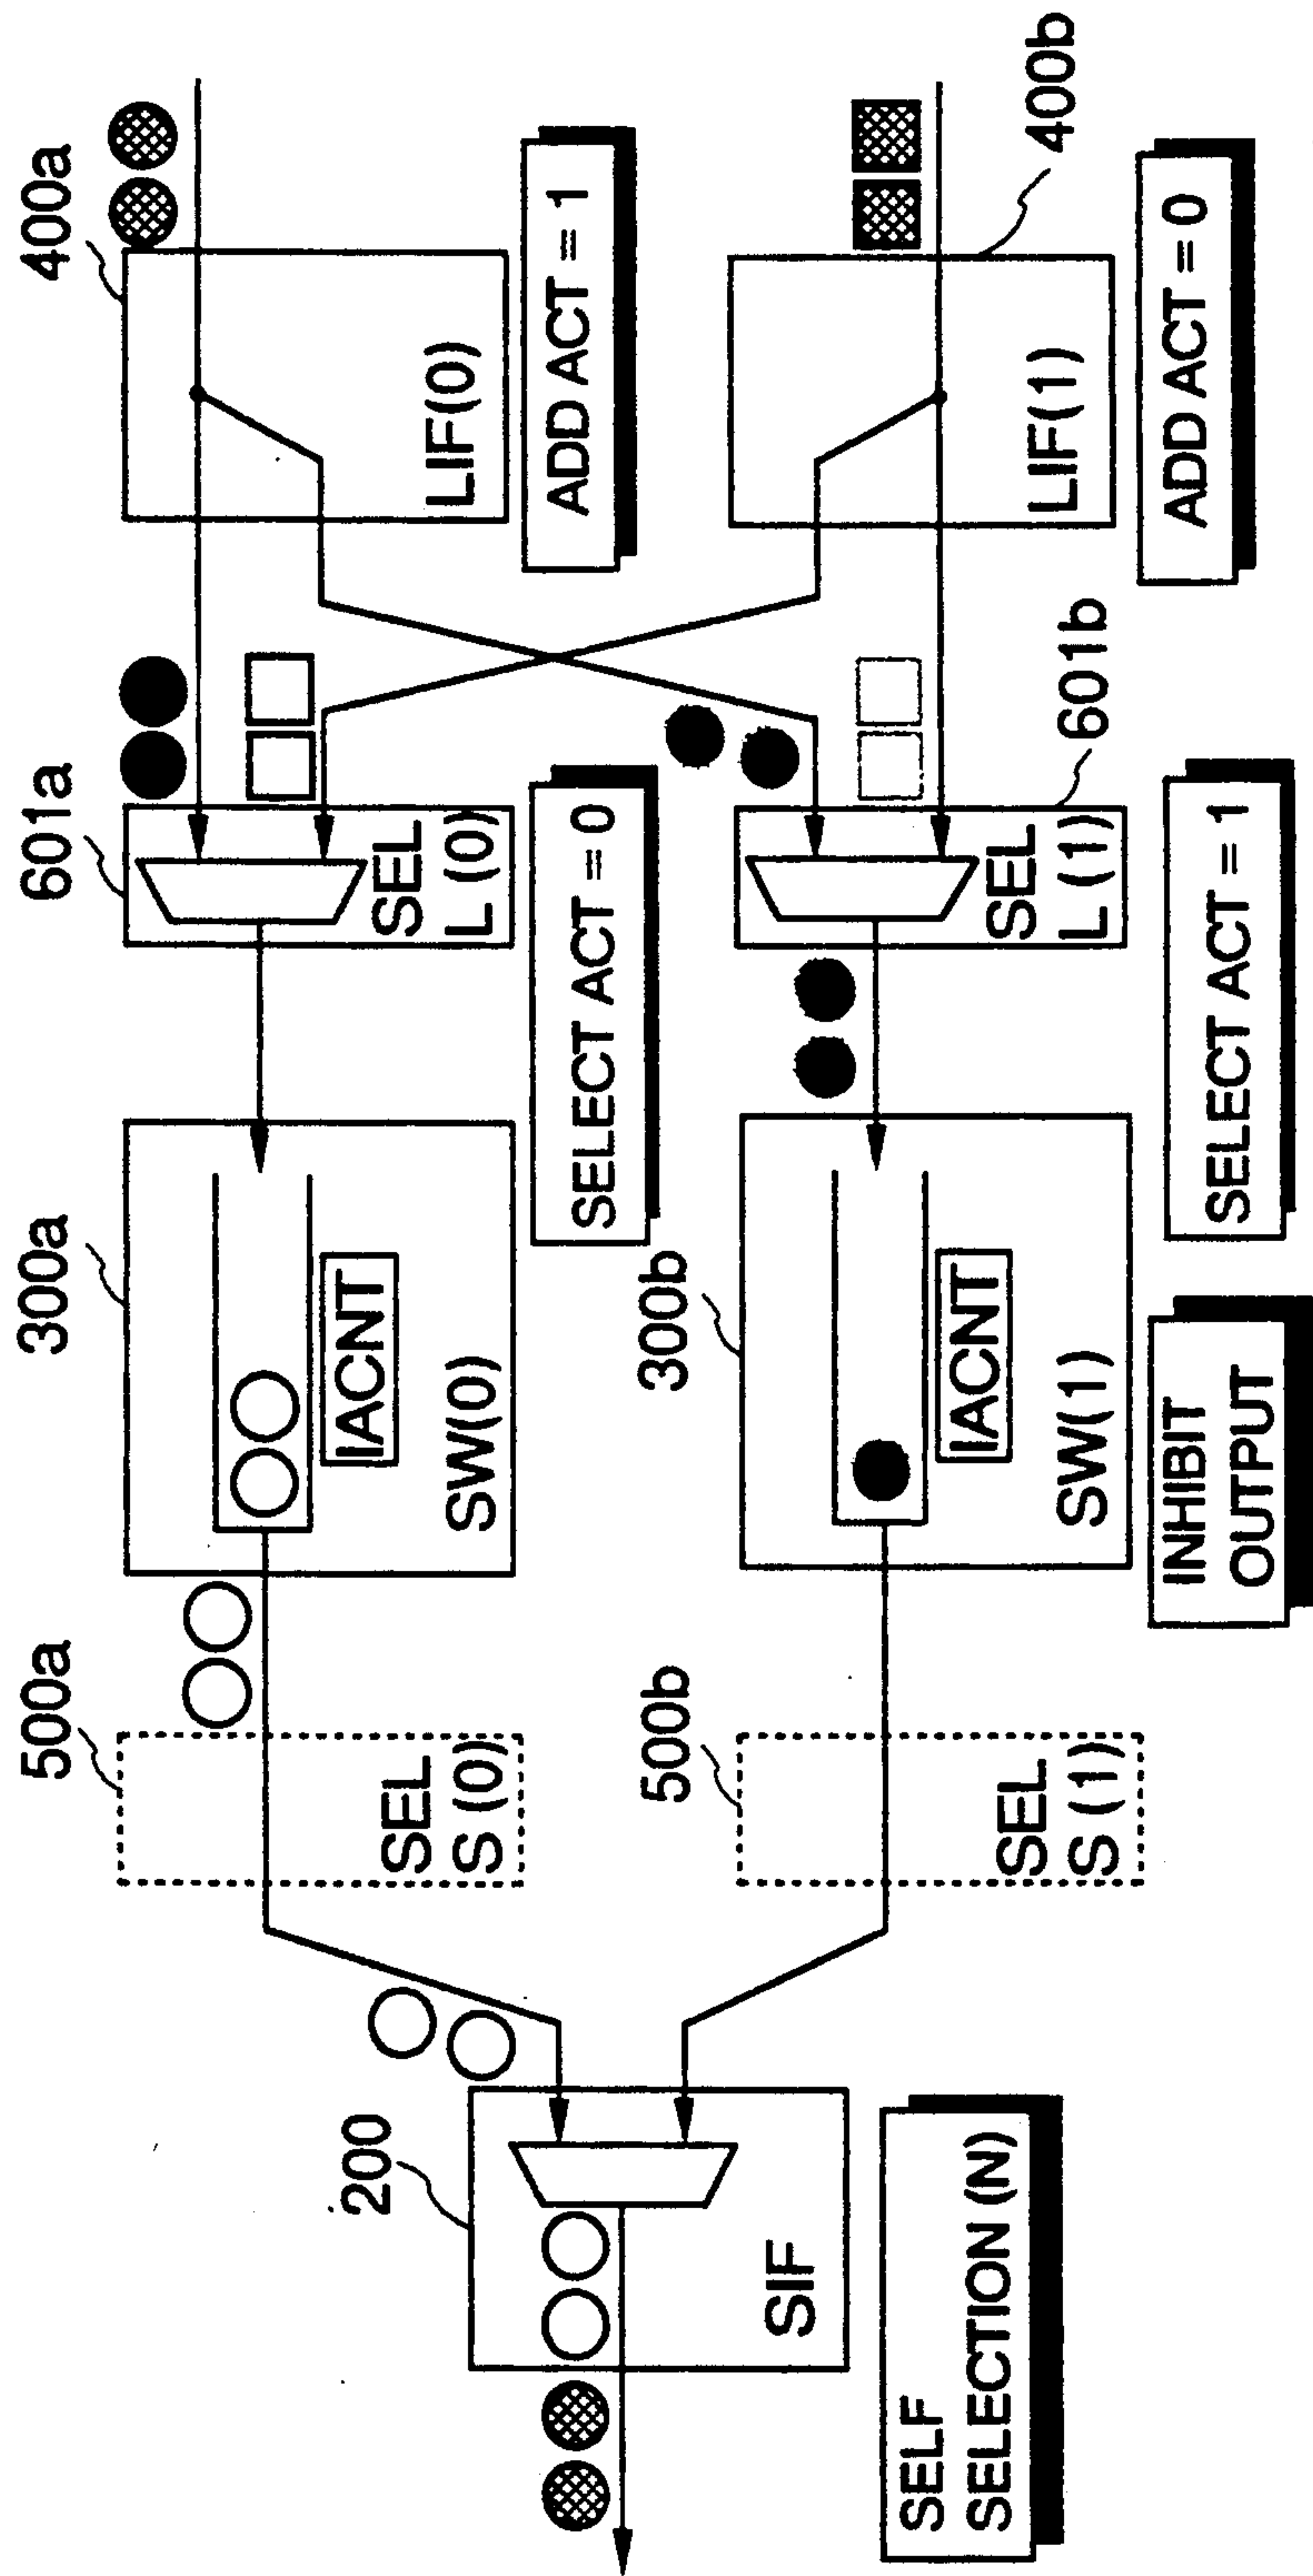 400a
LIF(0)
ADD ACT = 1
400b
LIF(1)
ADD ACT = 0
601a
SEL
L (0)
SELECT ACT = 0
601b
SEL
L (1)
SELECT ACT = 1
300a
IACNT
SW(0)
300b
IACNT
SW(1)
INHIBIT
OUTPUT
500a
SEL
S (0)
500b
SEL
S (1)
200
SIF
SELF
SELECTION (N)